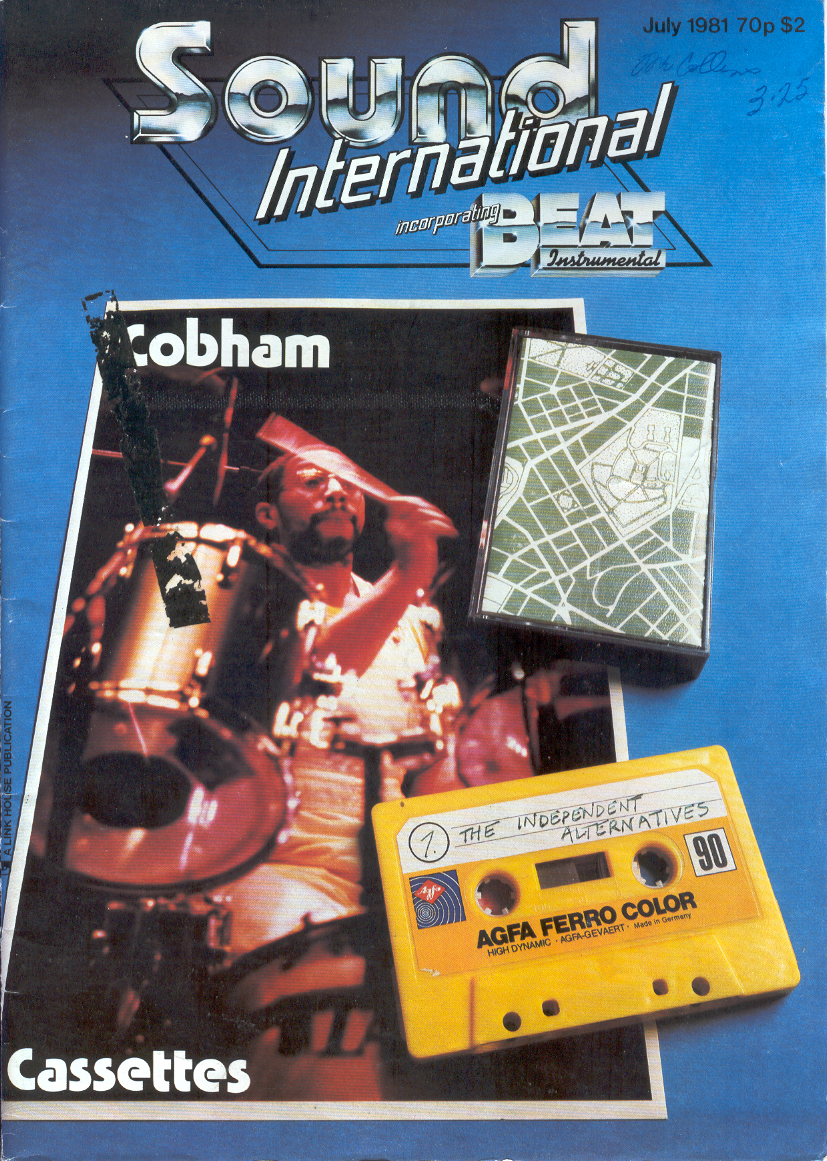 July 1981 70p $2
3.25
Sound
International
incorporating BEAT
Instrumental
Cobham
A LINK HOUSE PUBLICATION
1. THE INDEPENDENT
ALTERNATIVES
90
Agfa
AGFA FERRO COLOR
HIGH DYNAMIC · AGFA-GEVAERT · Made in Germany
Cassettes